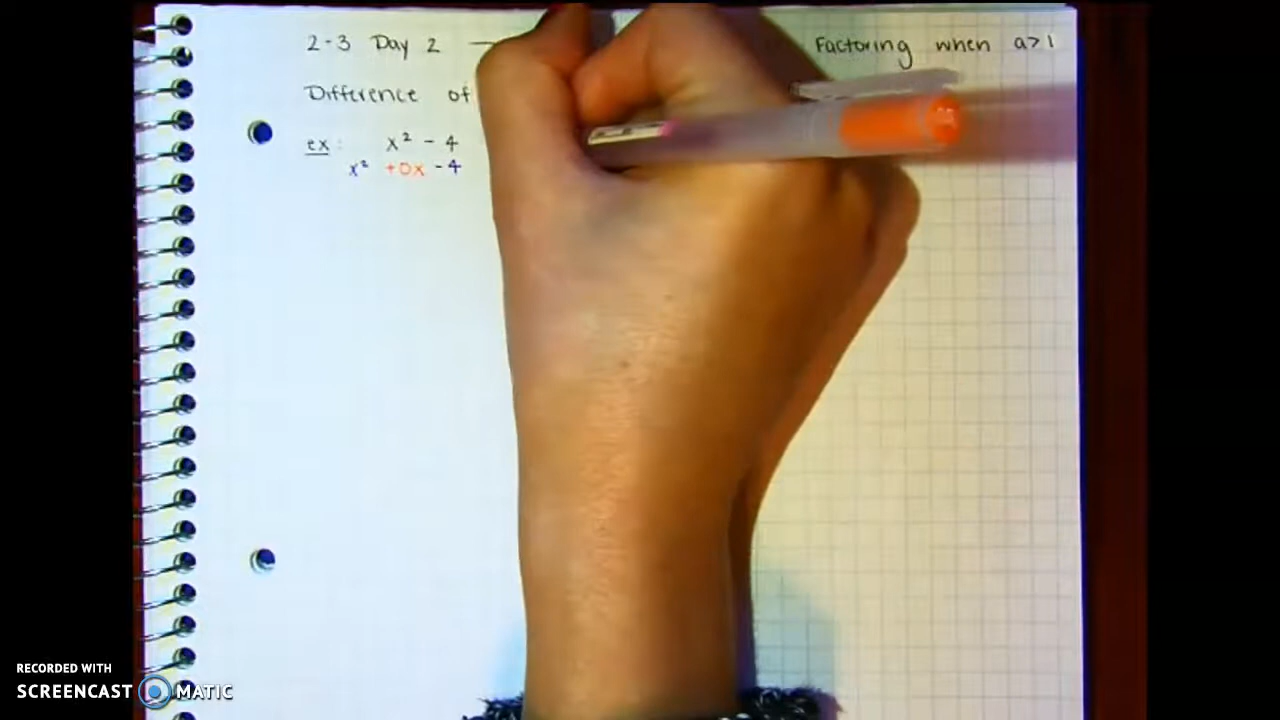 2-3 Day 2 — Factoring when a>1
Difference of
ex: x² - 4
x² +0x -4
RECORDED WITH
SCREENCAST MATIC